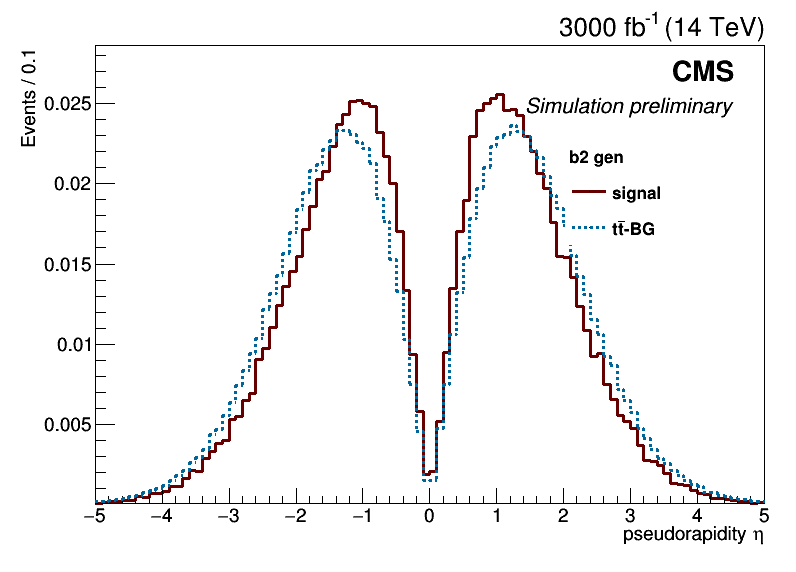 3000 fb⁻¹ (14 TeV)
CMS
Simulation preliminary
Events / 0.1
b2 gen
signal
tt̄-BG
0.025
0.02
0.015
0.01
0.005
−5 −4 −3 −2 −1 0 1 2 3 4 5
pseudorapidity η